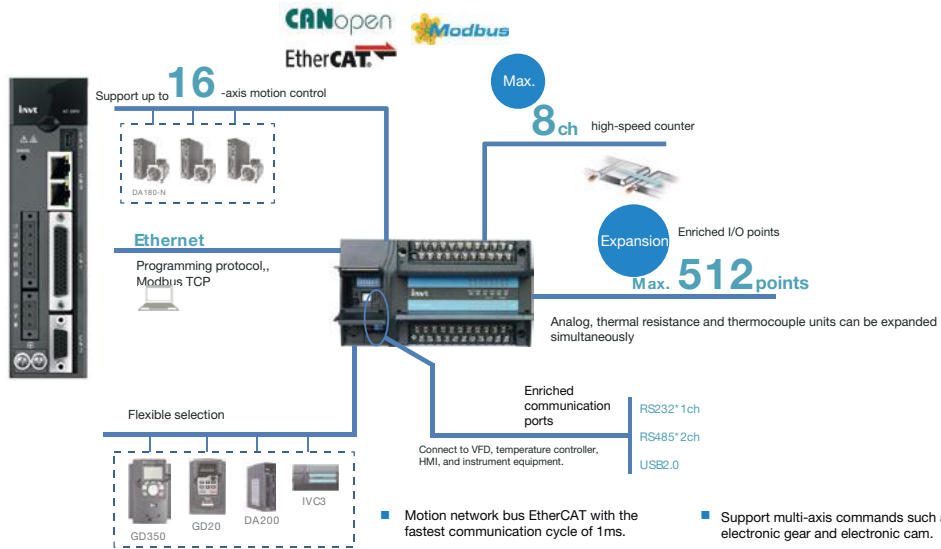 CANopen
Modbus
EtherCAT
invt
Support up to 16 -axis motion control
DA180-N
Max.
8ch high-speed counter
Expansion
Enriched I/O points
Max. 512 points
Analog, thermal resistance and thermocouple units can be expanded
simultaneously
Ethernet
Programming protocol,,
Modbus TCP
invt
Enriched
communication
ports
RS232*1ch
RS485*2ch
USB2.0
Connect to VFD, temperature controller,
HMI, and instrument equipment.
Flexible selection
GD350
GD20
DA200
IVC3
Motion network bus EtherCAT with the
fastest communication cycle of 1ms.
Support multi-axis commands such
electronic gear and electronic cam.